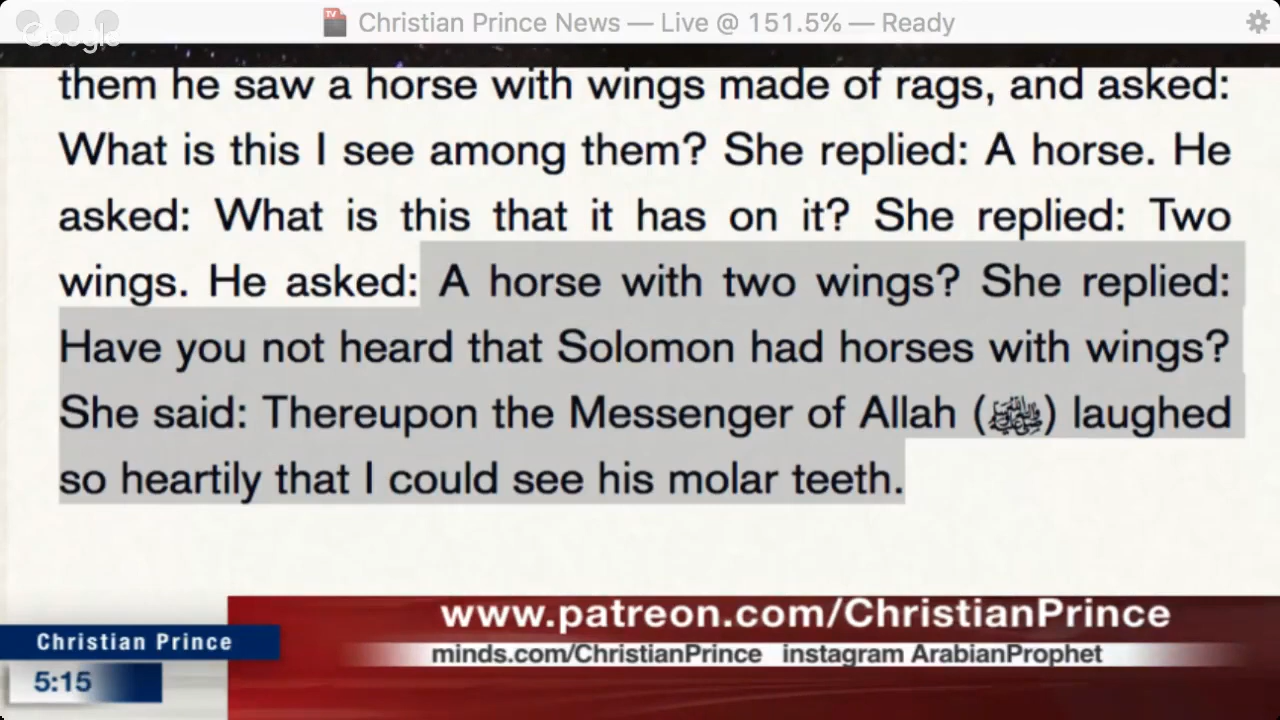 Christian Prince News — Live @ 151.5% — Ready
Google
them he saw a horse with wings made of rags, and asked:
What is this I see among them? She replied: A horse. He
asked: What is this that it has on it? She replied: Two
wings. He asked: A horse with two wings? She replied:
Have you not heard that Solomon had horses with wings?
She said: Thereupon the Messenger of Allah (ﷺ) laughed
so heartily that I could see his molar teeth.
www.patreon.com/ChristianPrince
Christian Prince
minds.com/ChristianPrince instagram ArabianProphet
5:15